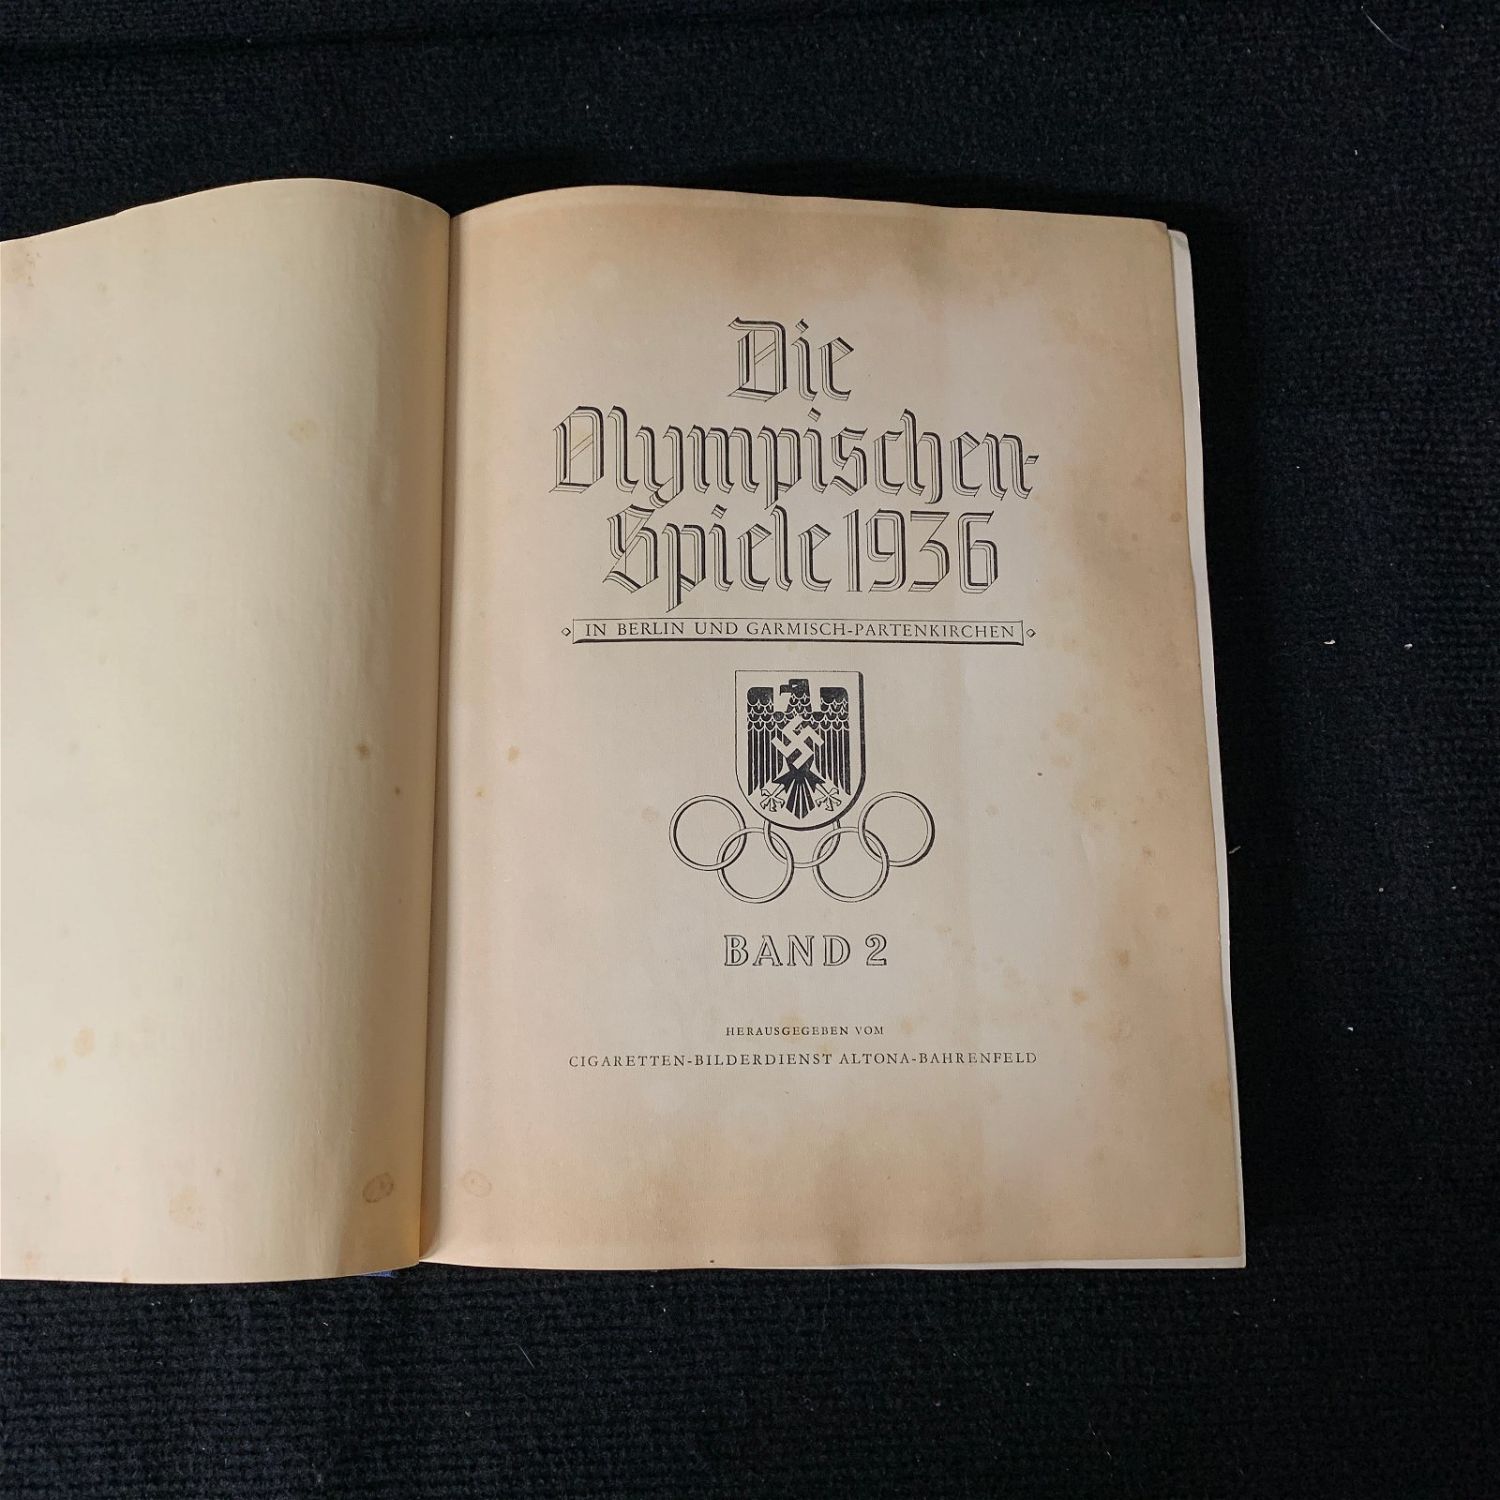 Die
Olympischen-
Spiele 1936
IN BERLIN UND GARMISCH-PARTENKIRCHEN
BAND 2
HERAUSGEGEBEN VOM
CIGARETTEN-BILDERDIENST ALTONA-BAHRENFELD